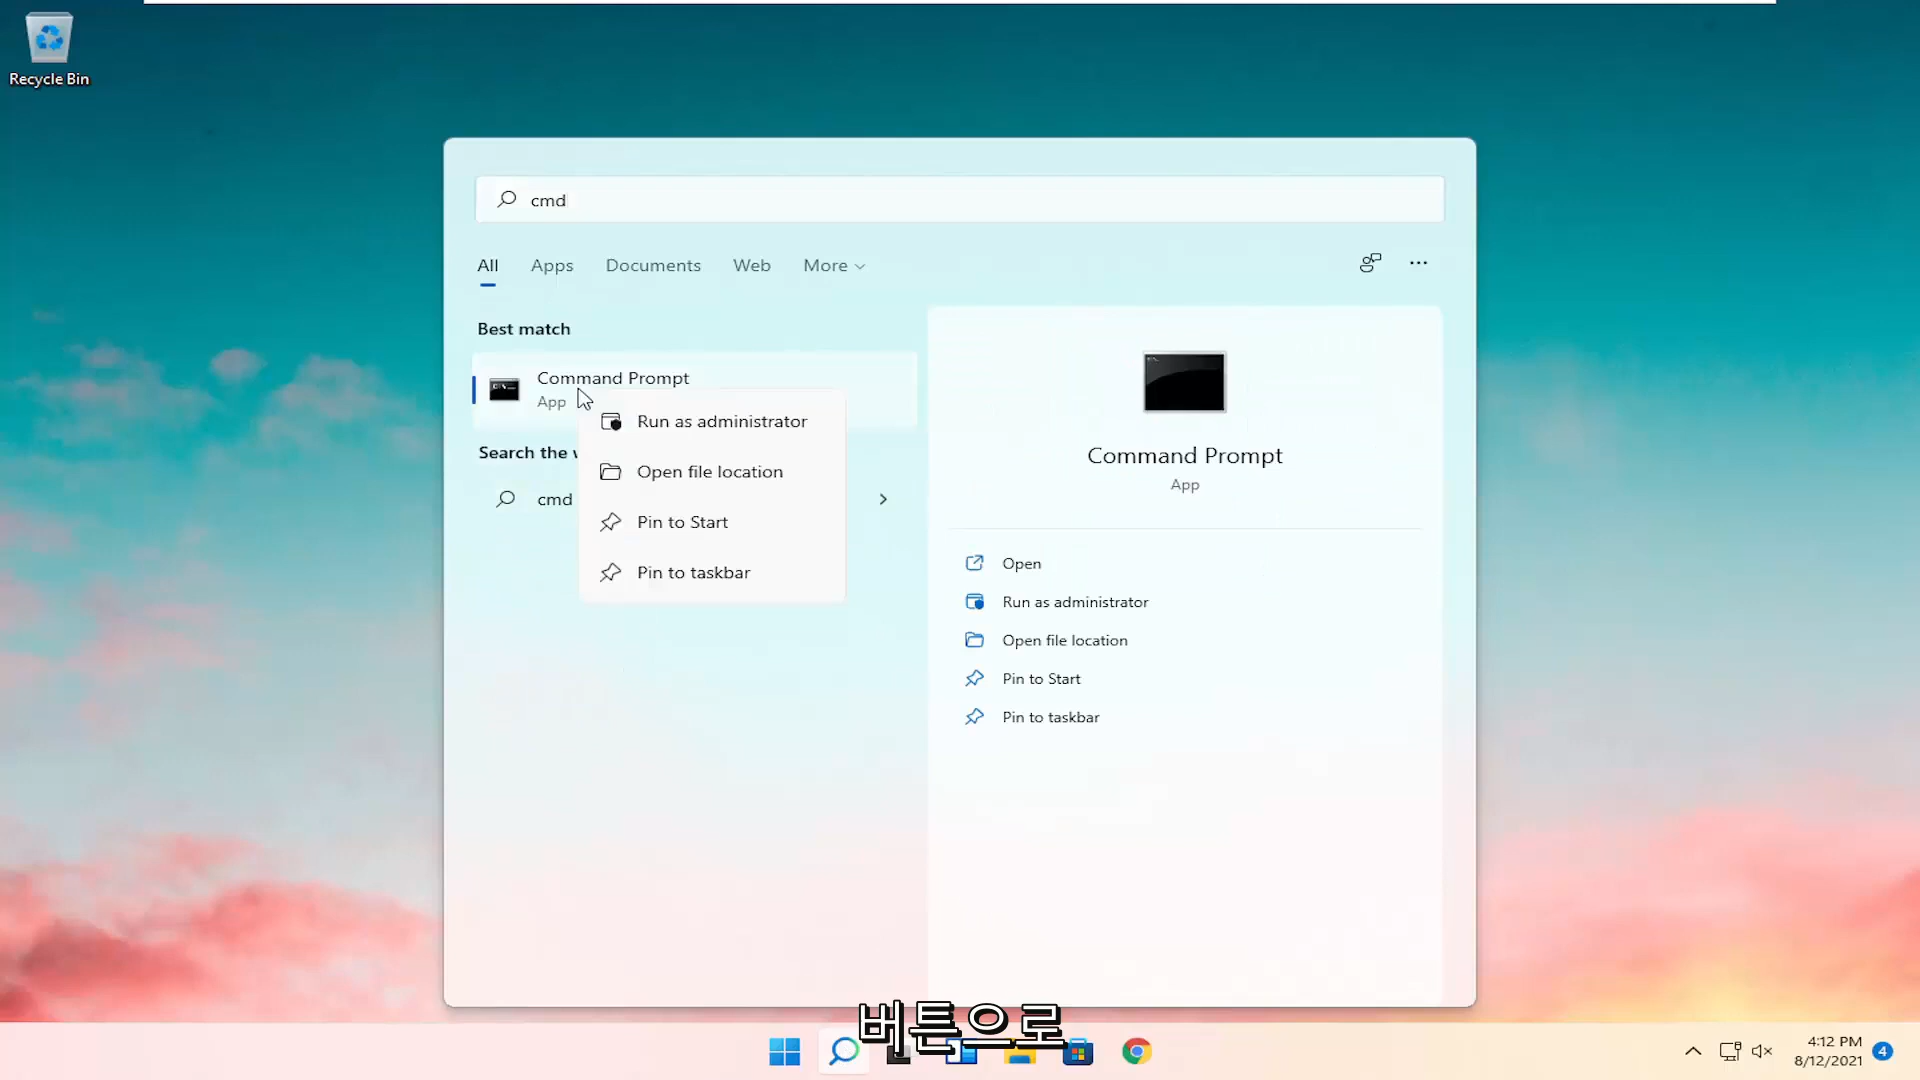 Recycle Bin
cmd
All Apps Documents Web More
Best match
Command Prompt
App
Run as administrator
Search the
Open file location
cmd
Pin to Start
Pin to taskbar
Command Prompt
App
Open
Run as administrator
Open file location
Pin to Start
Pin to taskbar
버튼으로
4:12 PM
8/12/2021
4